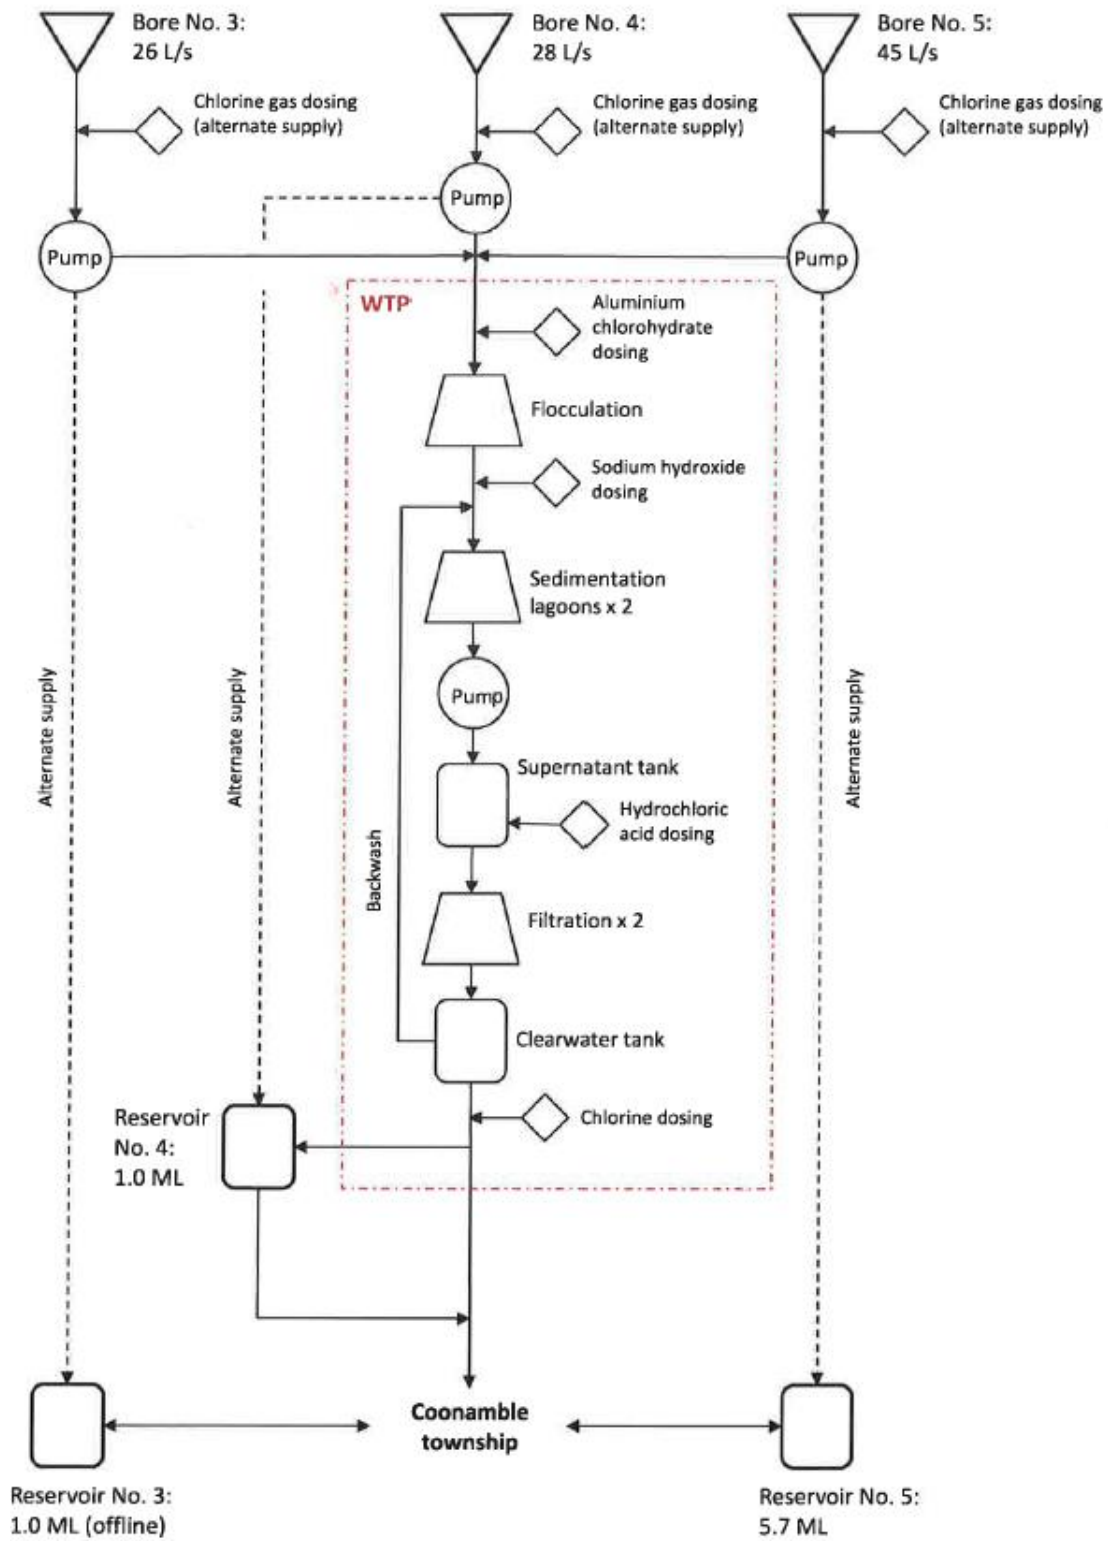 Bore No. 3:
26 L/s
Bore No. 4:
28 L/s
Bore No. 5:
45 L/s
Chlorine gas dosing
(alternate supply)
Chlorine gas dosing
(alternate supply)
Chlorine gas dosing
(alternate supply)
Pump
Pump
Pump
WTP
Aluminium
chlorohydrate
dosing
Flocculation
Sodium hydroxide
dosing
Sedimentation
lagoons x 2
Pump
Alternate supply
Alternate supply
Alternate supply
Supernatant tank
Hydrochloric
acid dosing
Backwash
Filtration x 2
Clearwater tank
Chlorine dosing
Reservoir
No. 4:
1.0 ML
Coonamble
township
Reservoir No. 3:
1.0 ML (offline)
Reservoir No. 5:
5.7 ML